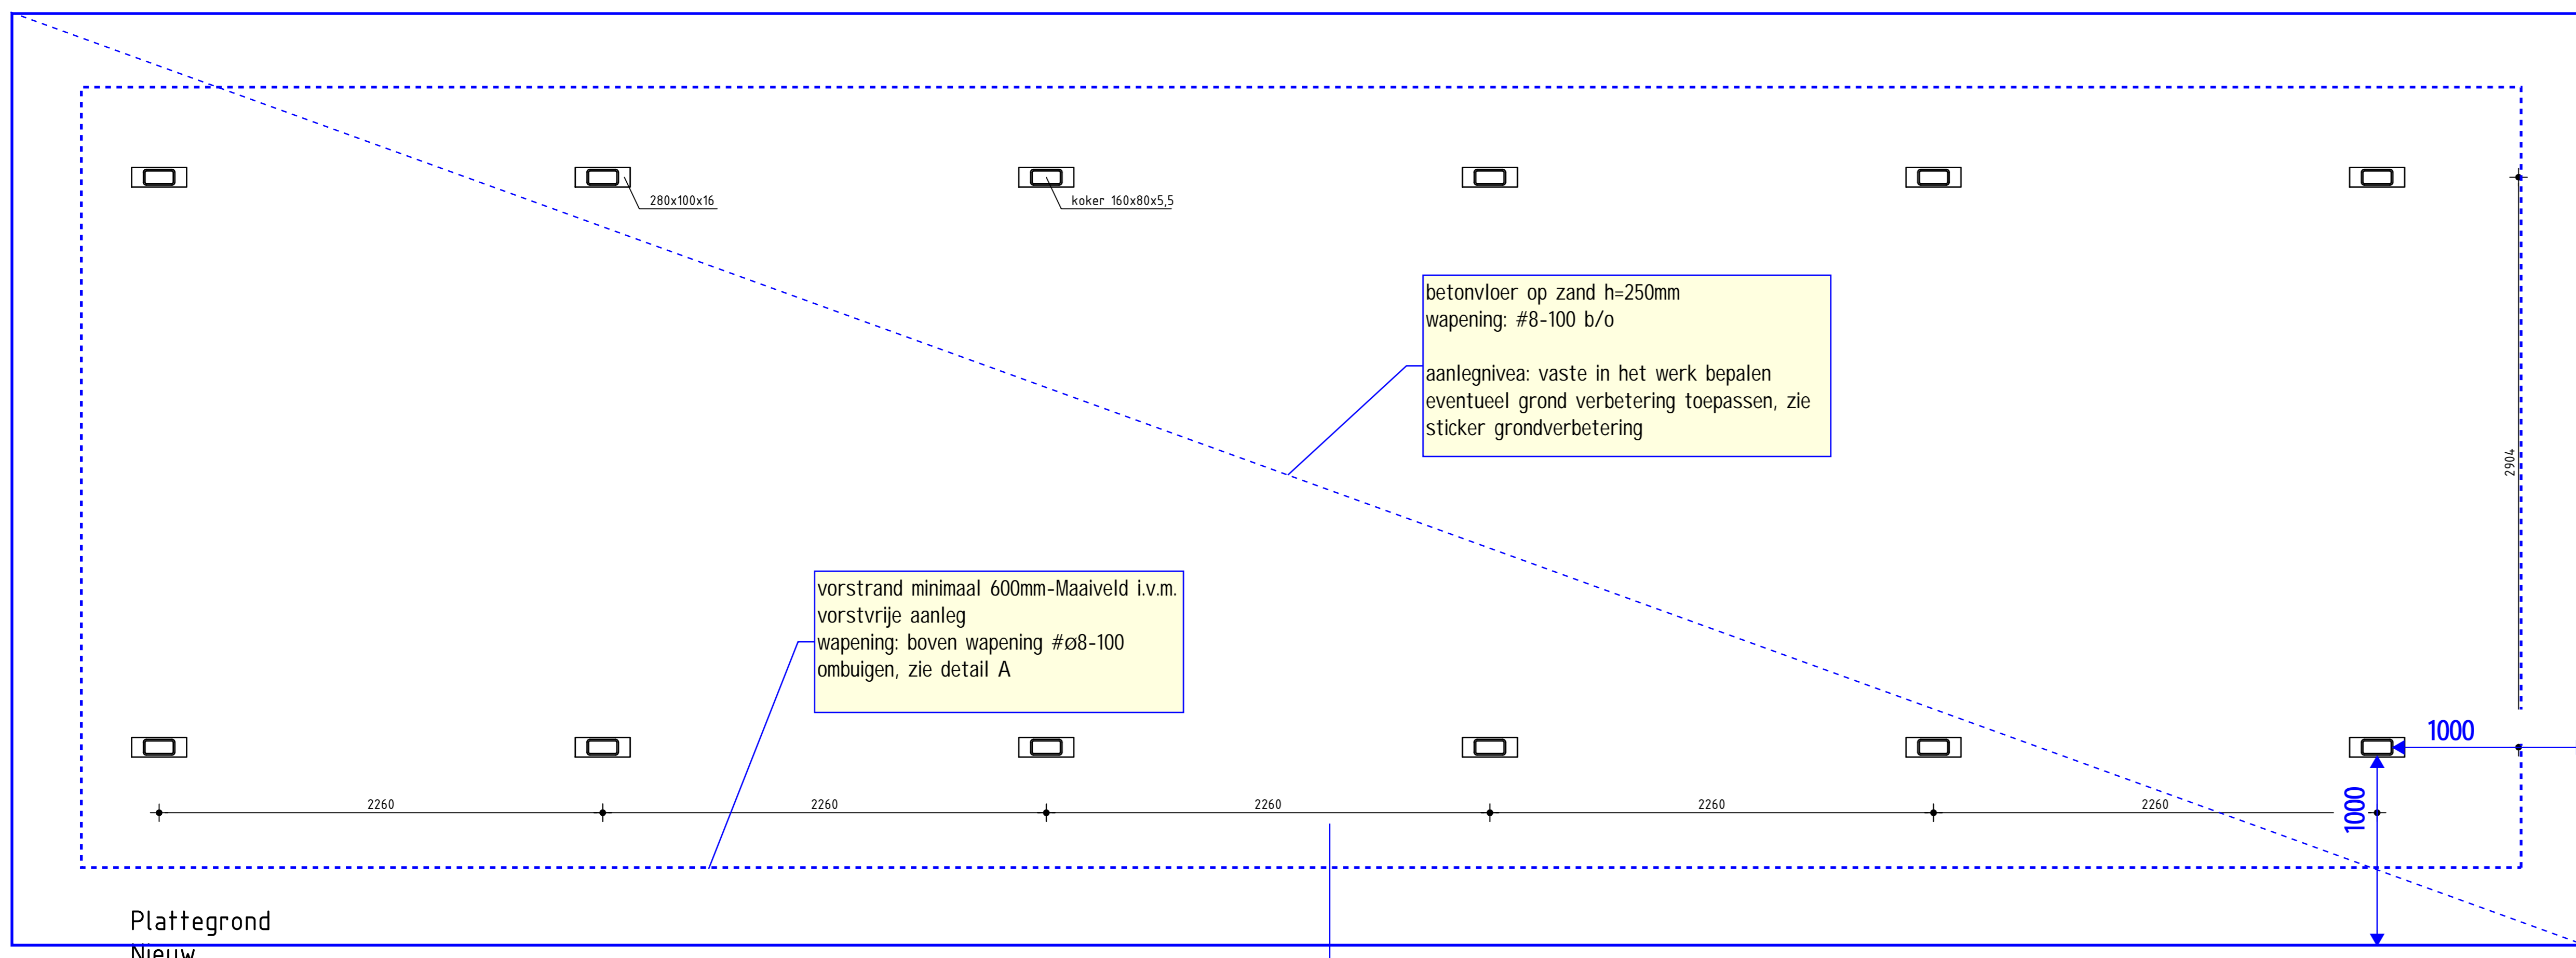 280x100x16
koker 160x80x5,5
betonvloer op zand h=250mm
wapening: #8-100 b/o
aanlegnivea: vaste in het werk bepalen
eventueel grond verbetering toepassen, zie
sticker grondverbetering
2904
vorstrand minimaal 600mm-Maaiveld i.v.m.
vorstvrije aanleg
wapening: boven wapening #ø8-100
ombuigen, zie detail A
1000
2260
2260
2260
2260
2260
1000
Plattegrond
Nieuw